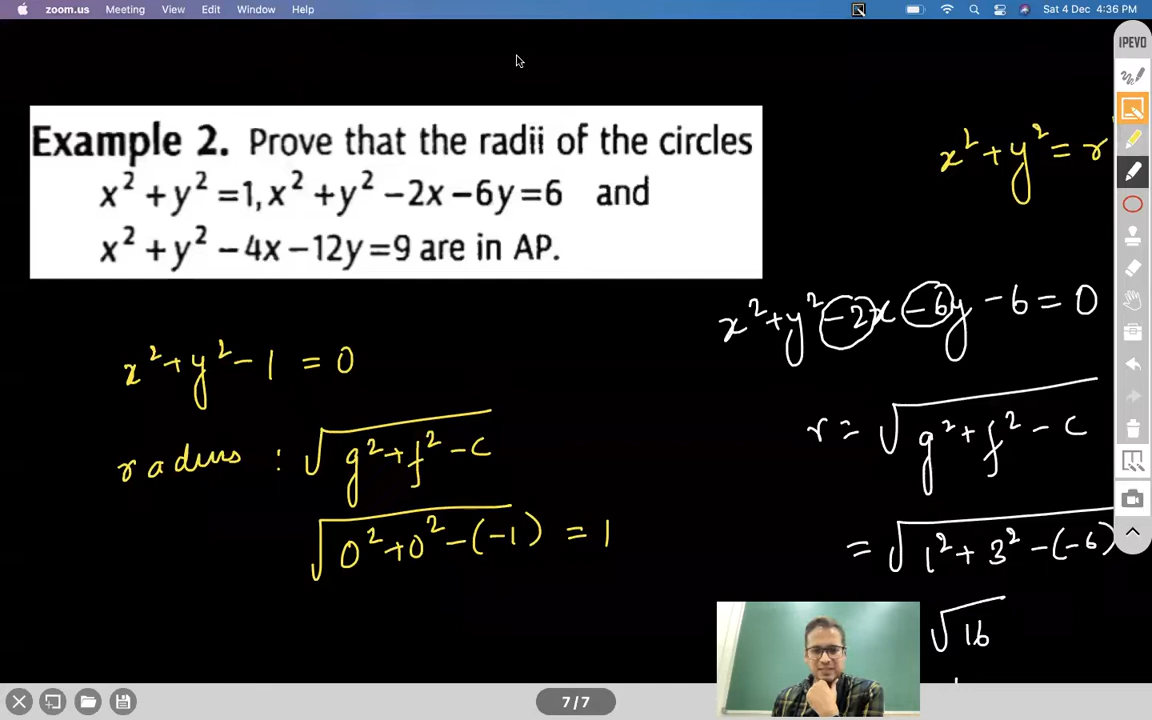 zoom.us Meeting View Edit Window Help Sat 4 Dec 4:36 PM
IPEVO
Example 2. Prove that the radii of the circles
x² + y² =1, x² + y² −2x −6y =6 and
x² + y² − 4x −12y =9 are in AP.
x² + y² = r
x² + y² −2x −6y − 6 = 0
x² + y² − 1 = 0
r = √(g² + f² − c
radius : √(g² + f² − c
√(0² + 0² − (−1) = 1
= √(1² + 3² − (−6)
√16
7 / 7